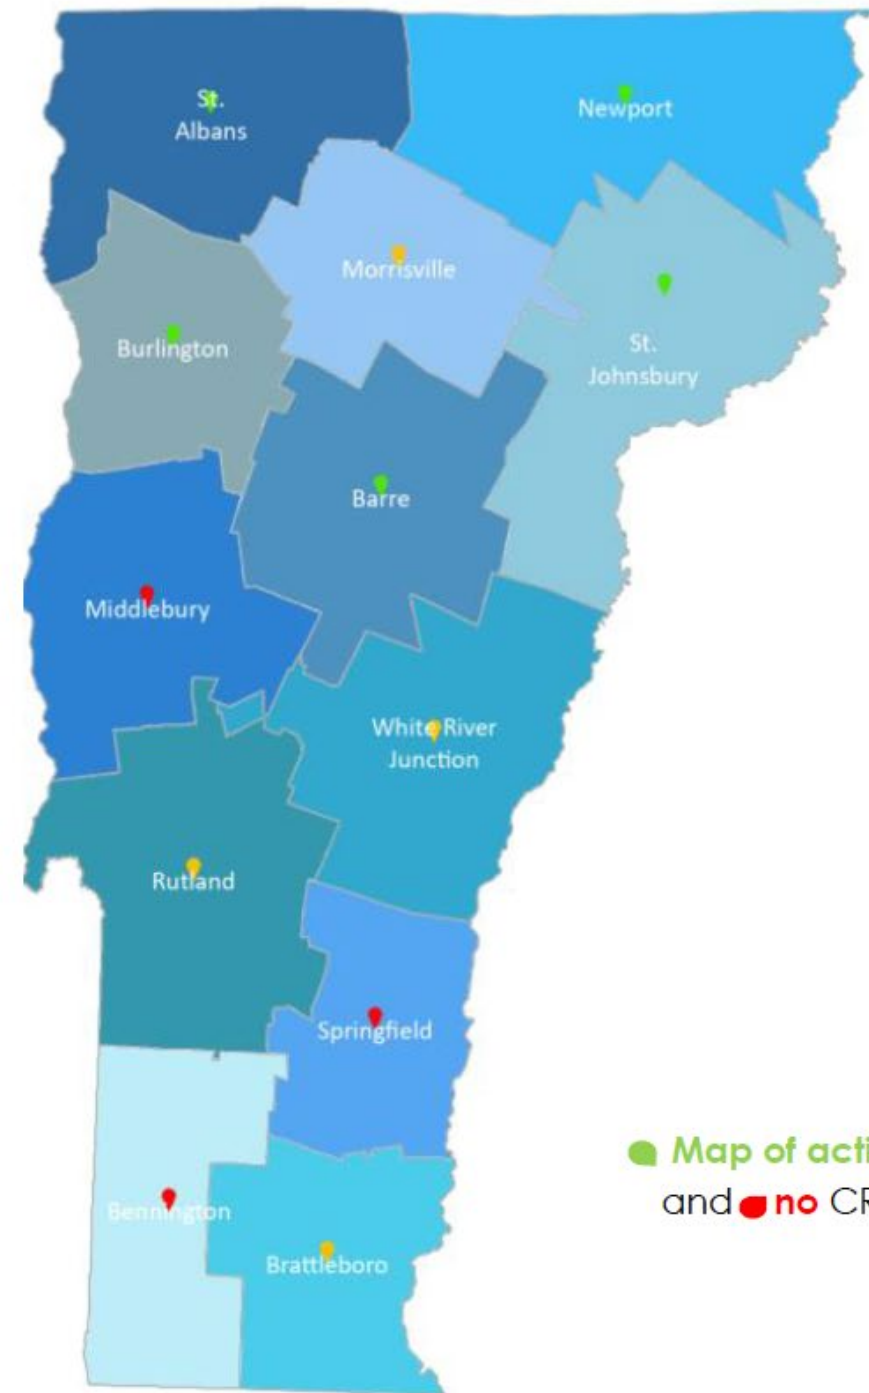 St.
Albans
Newport
Morrisville
Burlington
St.
Johnsbury
Barre
Middlebury
White River
Junction
Rutland
Springfield
Bennington
Brattleboro
Map of acti
and no CR